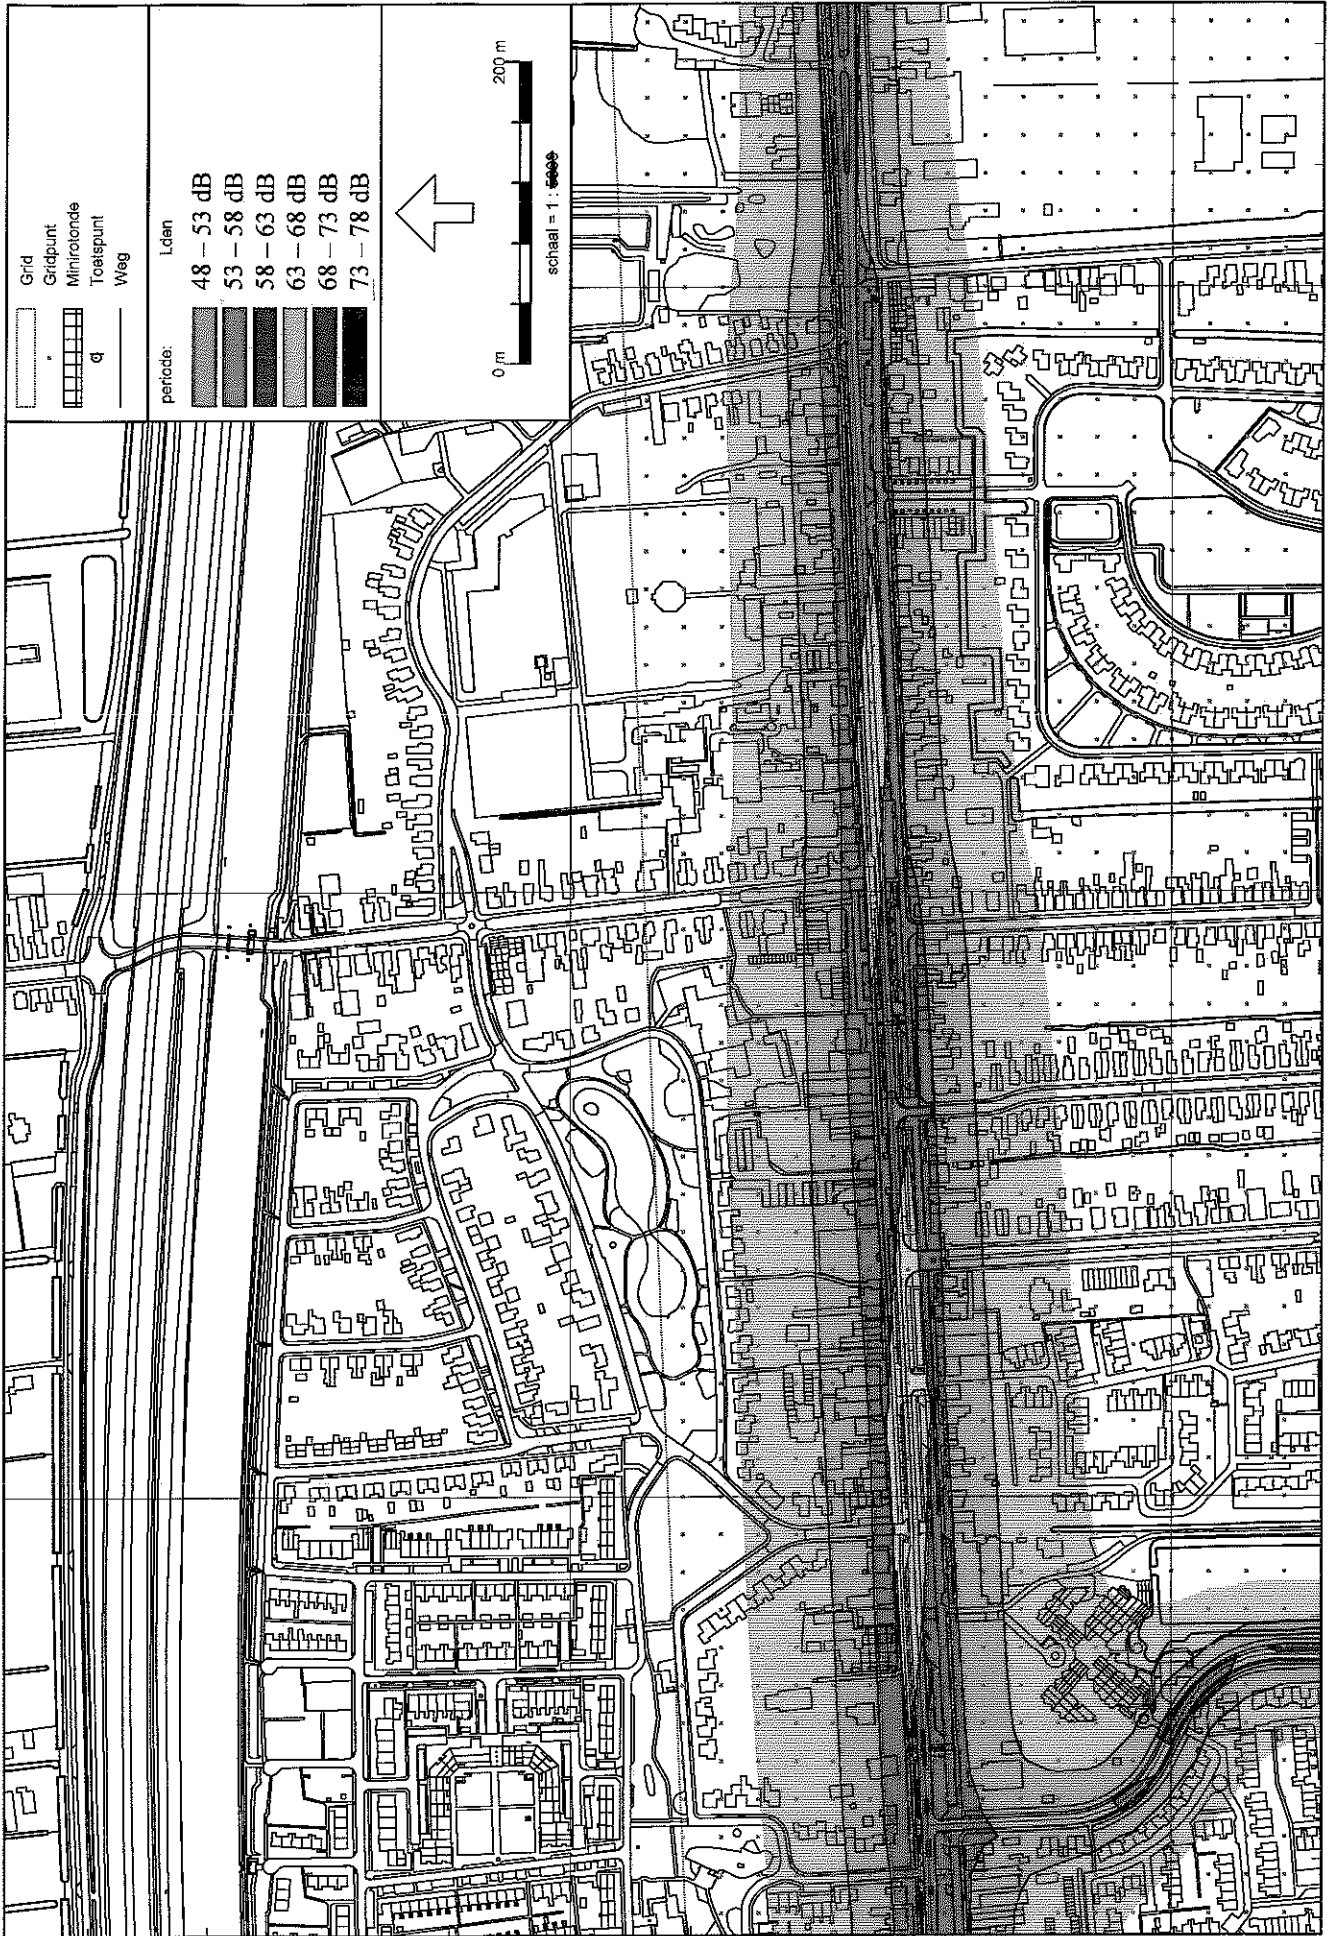 Grid
Gridpunt
Minirotonde
Toetspunt
Weg
periode: Lden
48 – 53 dB
53 – 58 dB
58 – 63 dB
63 – 68 dB
68 – 73 dB
73 – 78 dB
0 m 200 m
schaal = 1 :